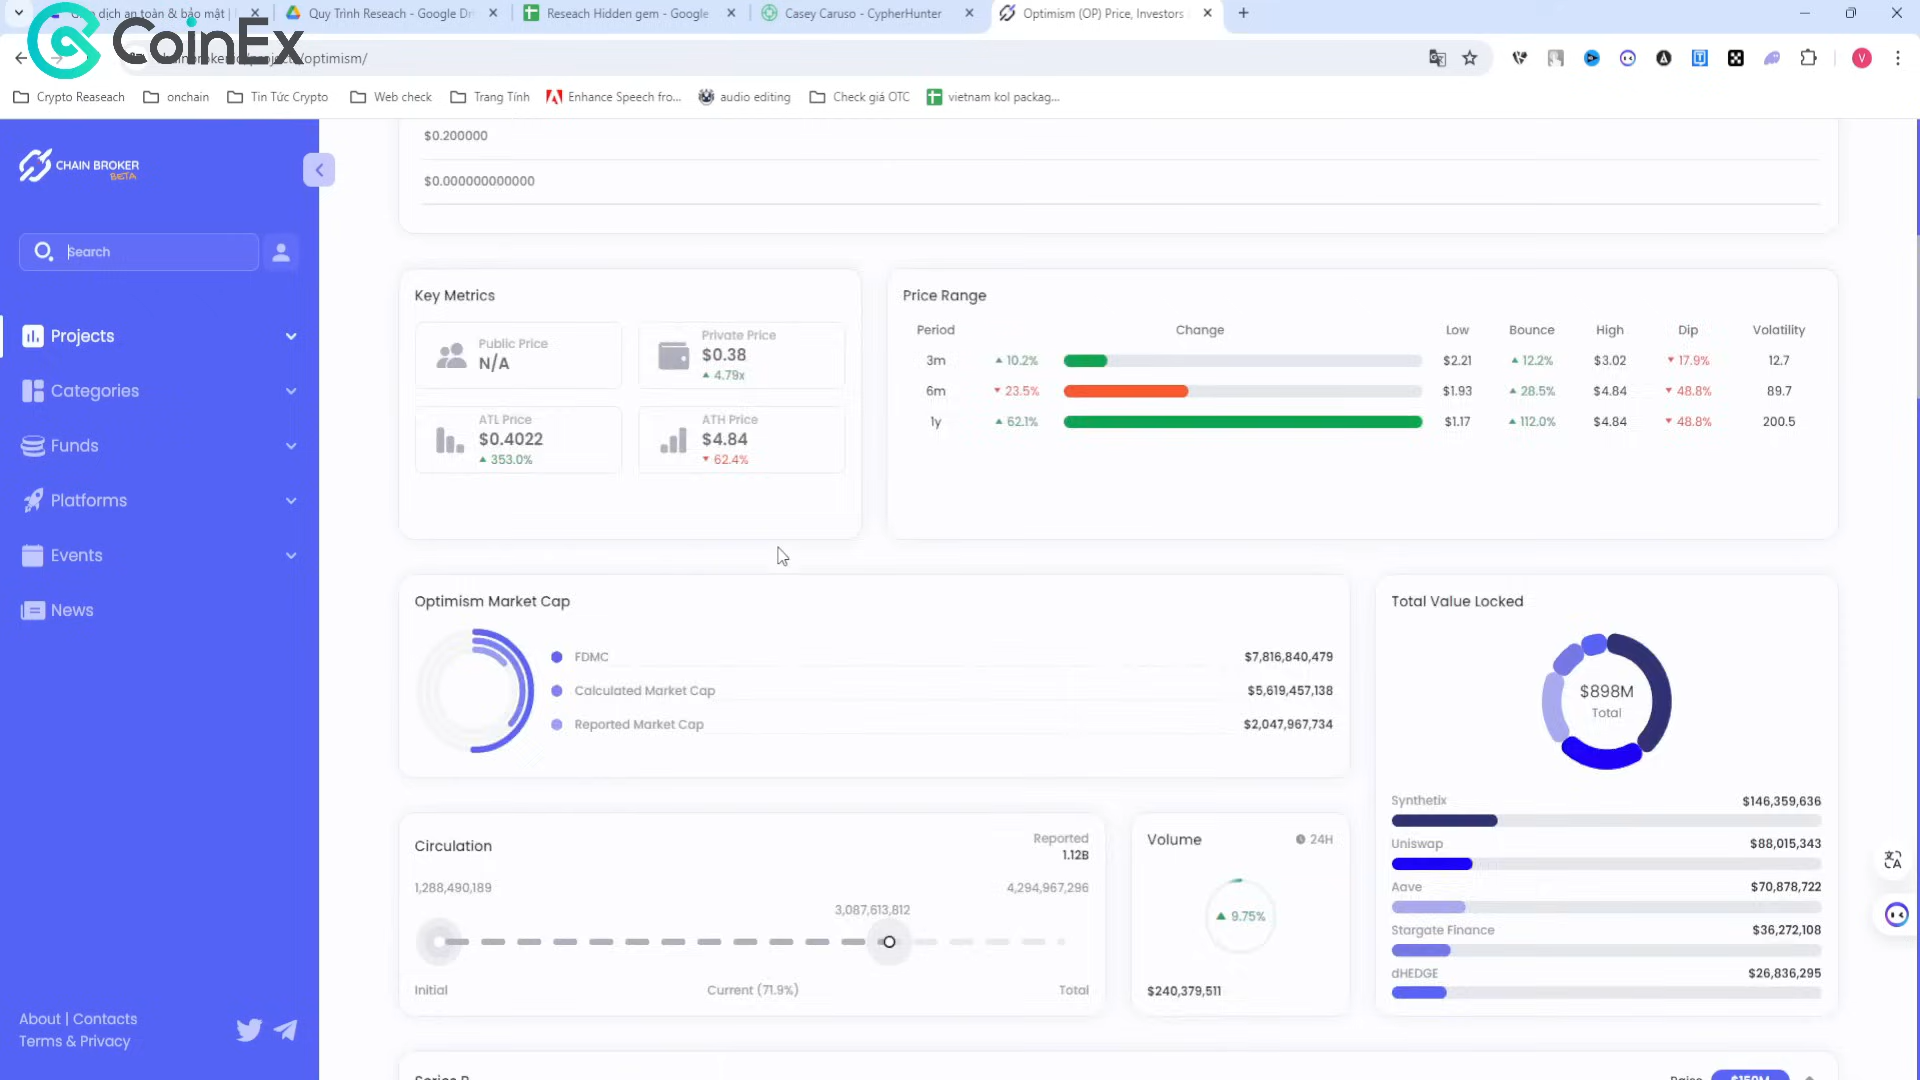 dịch an toàn & bảo mật |
Quy Trình Reseach - Google Dr
Reseach Hidden gem - Google
Casey Caruso - CypherHunter
Optimism (OP) Price, Investors
CoinEx
/optimism/
Crypto Reaseach
onchain
Tin Tức Crypto
Web check
Trang Tính
Enhance Speech fro...
audio editing
Check giá OTC
vietnam kol packag...
V
CHAIN BROKER
BETA
Search
Projects
Categories
Funds
Platforms
Events
News
About | Contacts
Terms & Privacy
$0.200000
$0.000000000000
Key Metrics
Public Price
N/A
Private Price
$0.38
4.79x
ATL Price
$0.4022
353.0%
ATH Price
$4.84
62.4%
Price Range
Period Change Low Bounce High Dip Volatility
3m 10.2% $2.21 12.2% $3.02 17.9% 12.7
6m 23.5% $1.93 28.5% $4.84 48.8% 89.7
1y 62.1% $1.17 112.0% $4.84 48.8% 200.5
Optimism Market Cap
FDMC $7,816,840,479
Calculated Market Cap $5,619,457,138
Reported Market Cap $2,047,967,734
Total Value Locked
$898M
Total
Synthetix $146,359,636
Uniswap $88,015,343
Aave $70,878,722
Stargate Finance $36,272,108
dHEDGE $26,836,295
Circulation
Reported
1.12B
1,288,490,189
4,294,967,296
3,087,613,812
Initial
Current (71.9%)
Total
Volume
24H
9.75%
$240,379,511